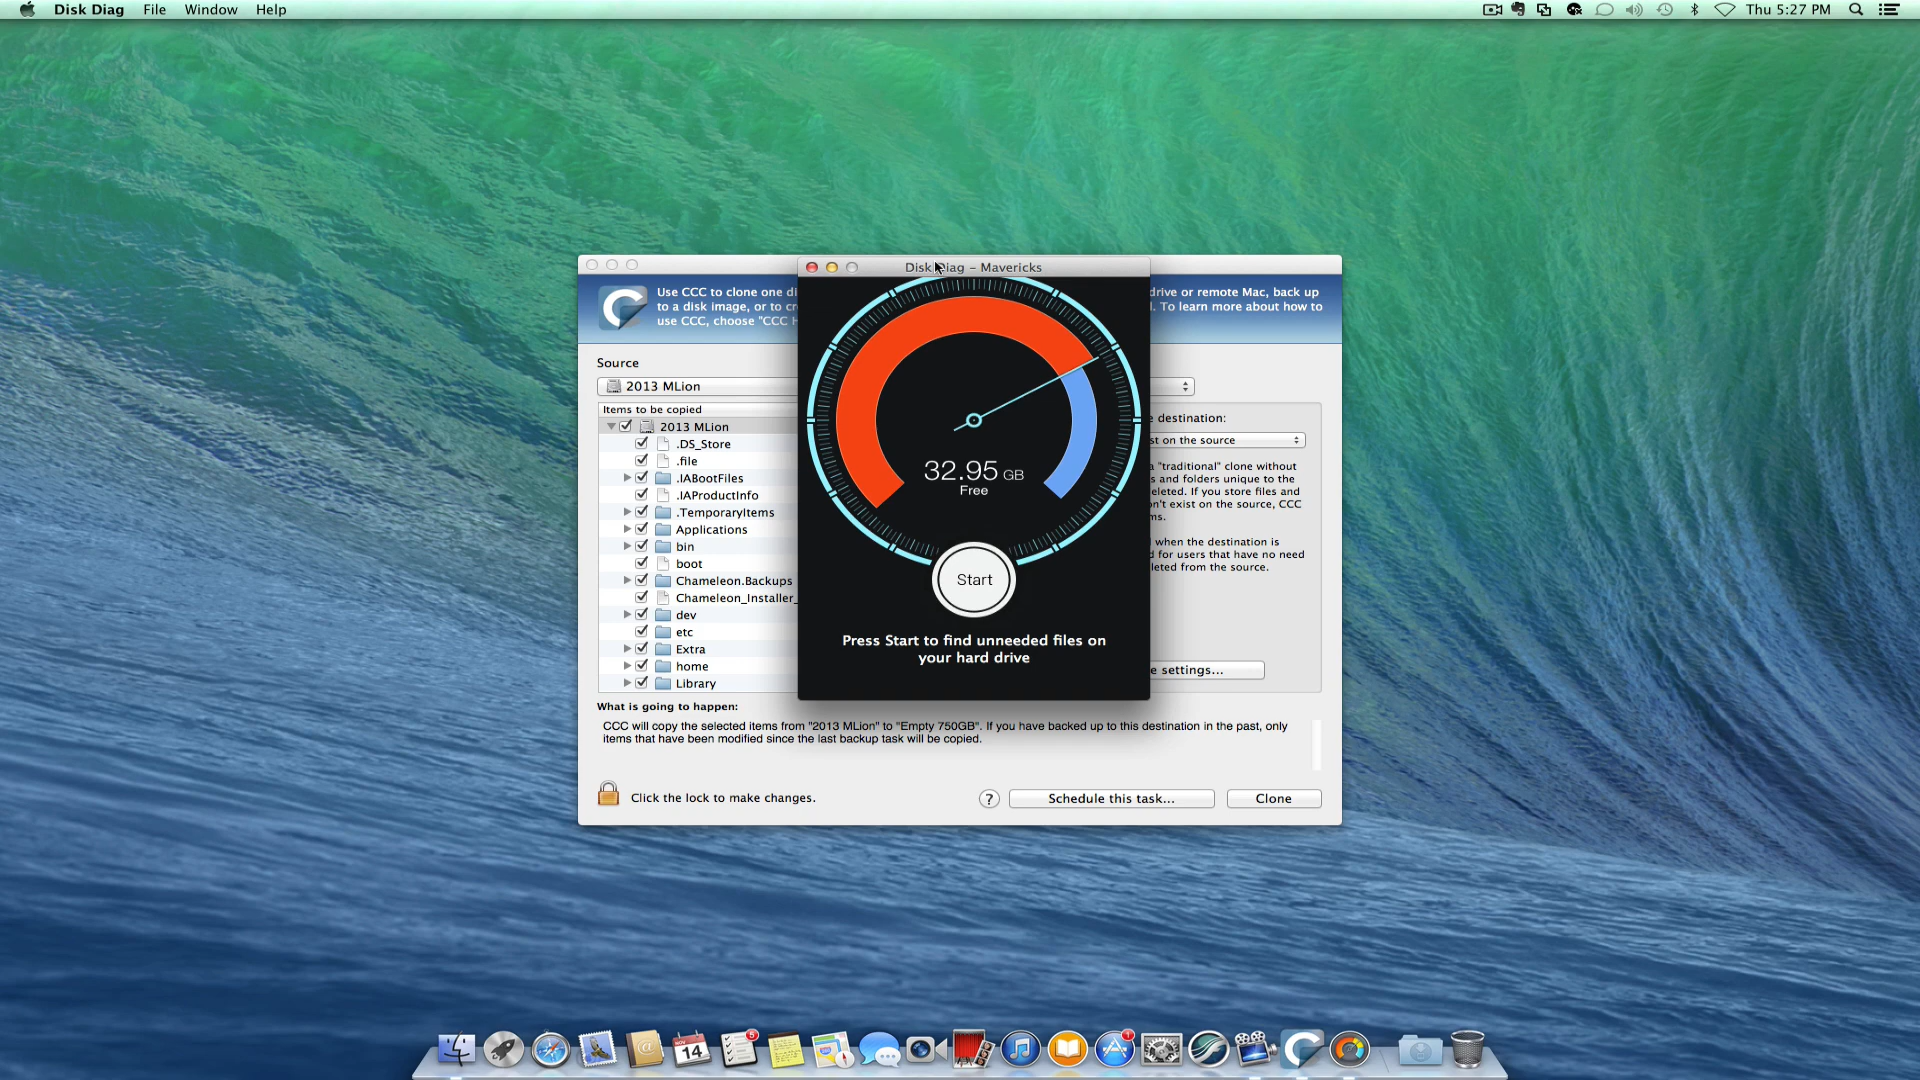 Disk Diag File Window Help
Thu 5:27 PM
Disk Diag – Mavericks
Use CCC to clone one di
drive or remote Mac, back up
to a disk image, or to cr
l. To learn more about how to
use CCC, choose "CCC H
Source
2013 MLion
Items to be copied
2013 MLion
.DS_Store
.file
.IABootFiles
.IAProductInfo
.TemporaryItems
Applications
bin
boot
Chameleon.Backups
Chameleon_Installer_
dev
etc
Extra
home
Library
32.95 GB
Free
Start
Press Start to find unneeded files on
your hard drive
e destination:
st on the source
a "traditional" clone without
s and folders unique to the
eleted. If you store files and
n't exist on the source, CCC
ms.
l when the destination is
d for users that have no need
leted from the source.
e settings...
What is going to happen:
CCC will copy the selected items from "2013 MLion" to "Empty 750GB". If you have backed up to this destination in the past, only
items that have been modified since the last backup task will be copied.
Click the lock to make changes.
?
Schedule this task...
Clone
NOV
14
5
1